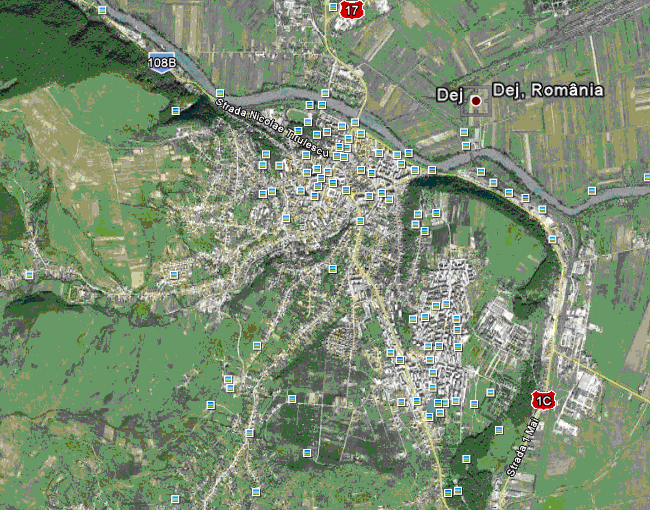 17
108B
Dej
Dej, România
Strada Nicolae Titulescu
1C
Strada 1 Mai